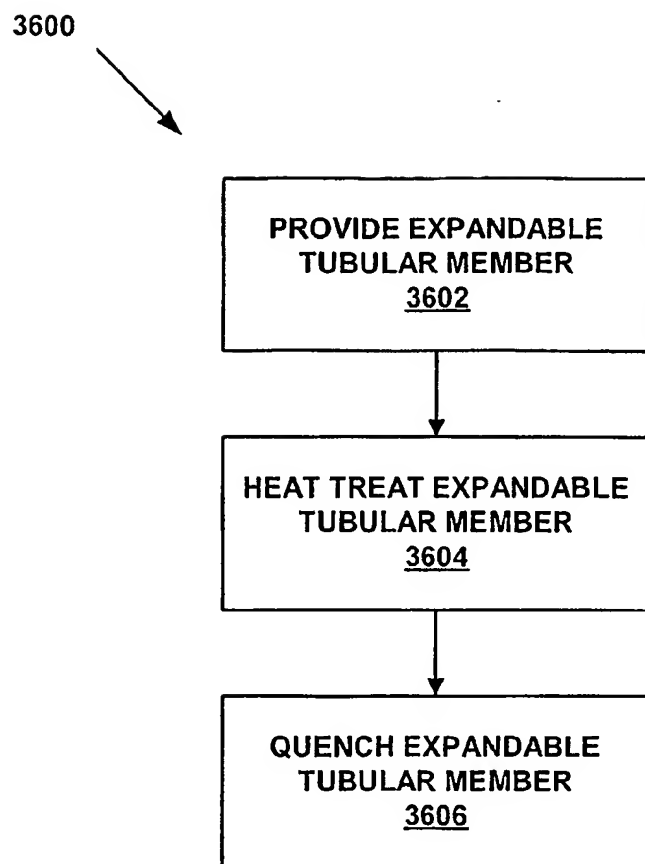 3600
PROVIDE EXPANDABLE
TUBULAR MEMBER
3602
HEAT TREAT EXPANDABLE
TUBULAR MEMBER
3604
QUENCH EXPANDABLE
TUBULAR MEMBER
3606